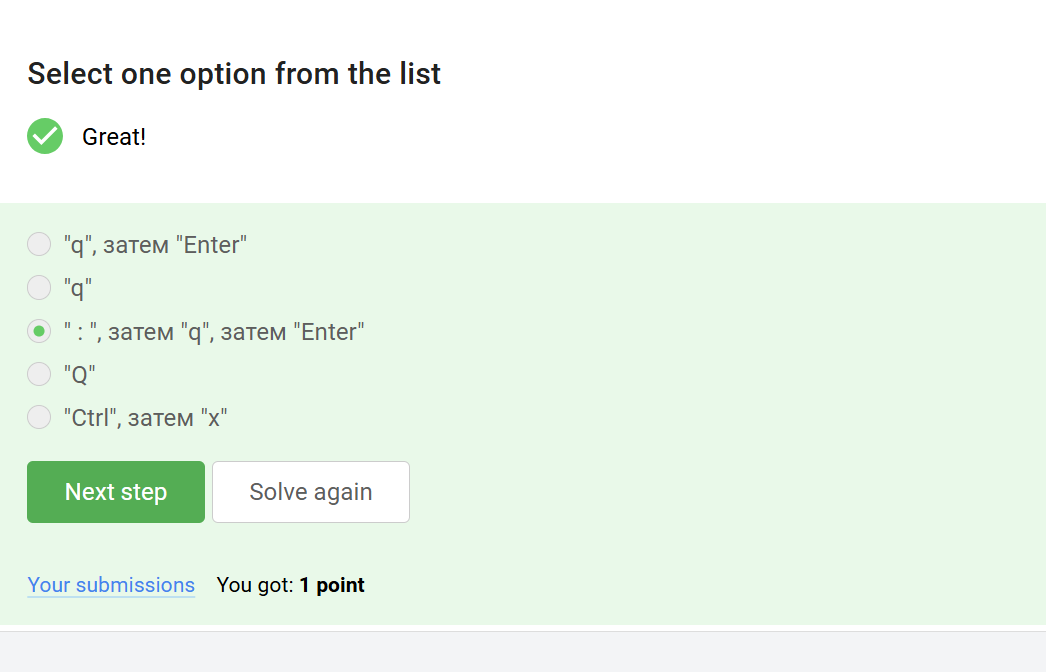 Select one option from the list
Great!
"q", затем "Enter"
"q"
" : ", затем "q", затем "Enter"
"Q"
"Ctrl", затем "x"
Next step Solve again
Your submissions You got: 1 point